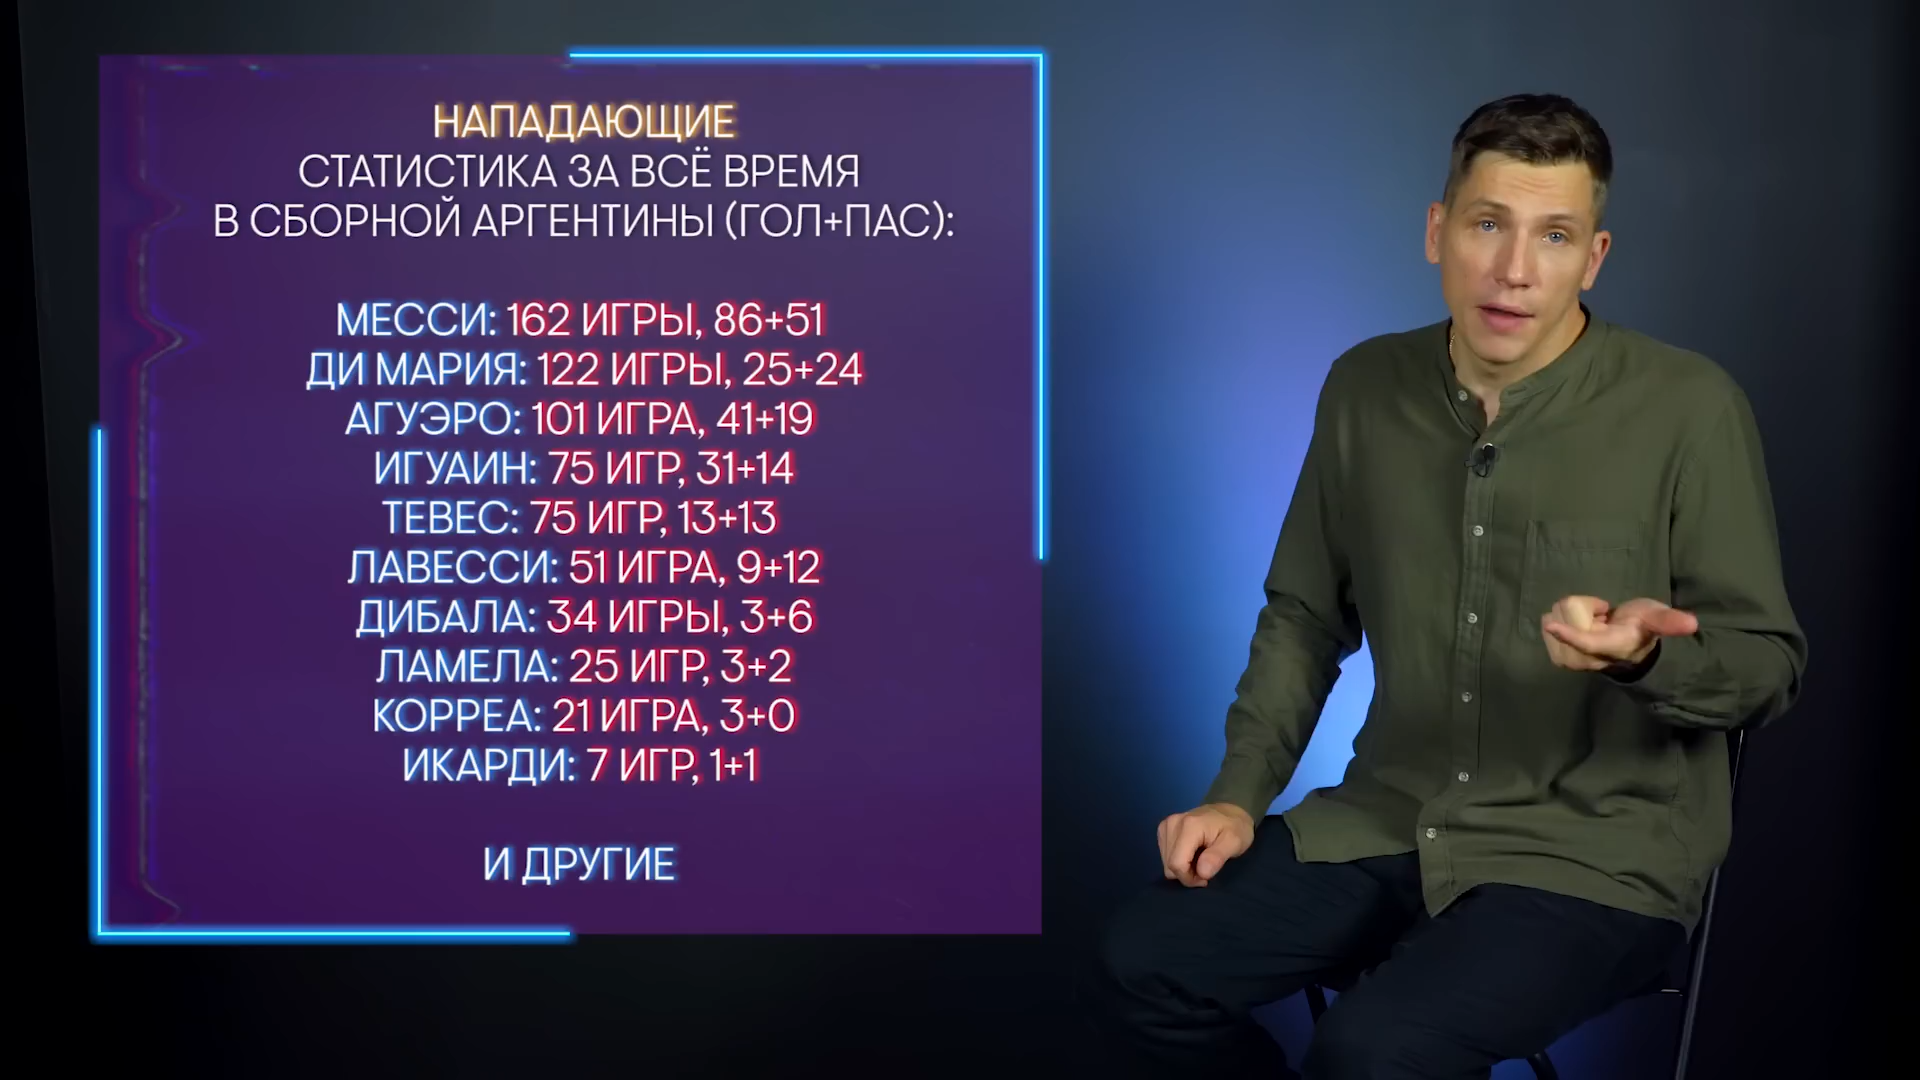 НАПАДАЮЩИЕ
СТАТИСТИКА ЗА ВСЁ ВРЕМЯ
В СБОРНОЙ АРГЕНТИНЫ (ГОЛ+ПАС):
МЕССИ: 162 ИГРЫ, 86+51
ДИ МАРИЯ: 122 ИГРЫ, 25+24
АГУЭРО: 101 ИГРА, 41+19
ИГУАИН: 75 ИГР, 31+14
ТЕВЕС: 75 ИГР, 13+13
ЛАВЕССИ: 51 ИГРА, 9+12
ДИБАЛА: 34 ИГРЫ, 3+6
ЛАМЕЛА: 25 ИГР, 3+2
КОРРЕА: 21 ИГРА, 3+0
ИКАРДИ: 7 ИГР, 1+1
И ДРУГИЕ